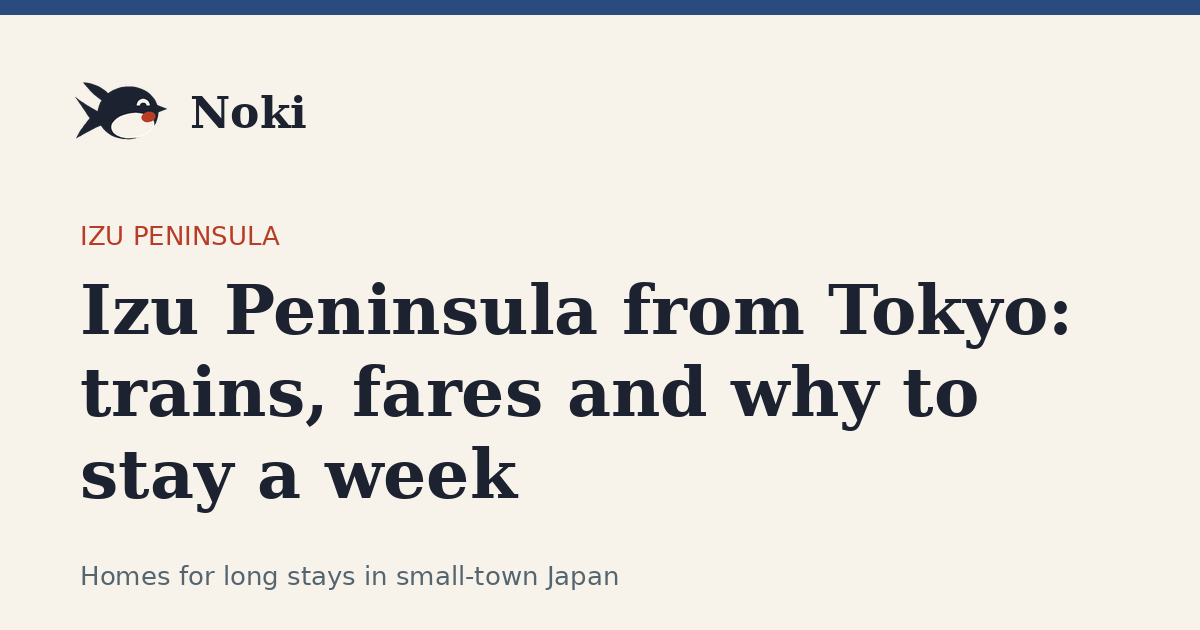 Noki
IZU PENINSULA
Izu Peninsula from Tokyo:
trains, fares and why to
stay a week
Homes for long stays in small-town Japan